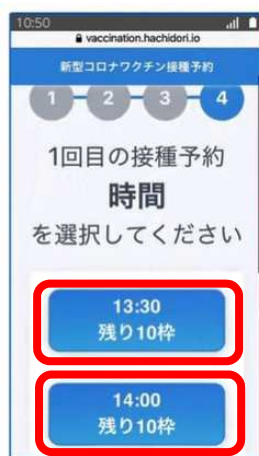 10:50
vaccination.hachidori.io
新型コロナワクチン接種予約
1 2 3 4
1回目の接種予約
時間
を選択してください
13:30
残り10枠
14:00
残り10枠